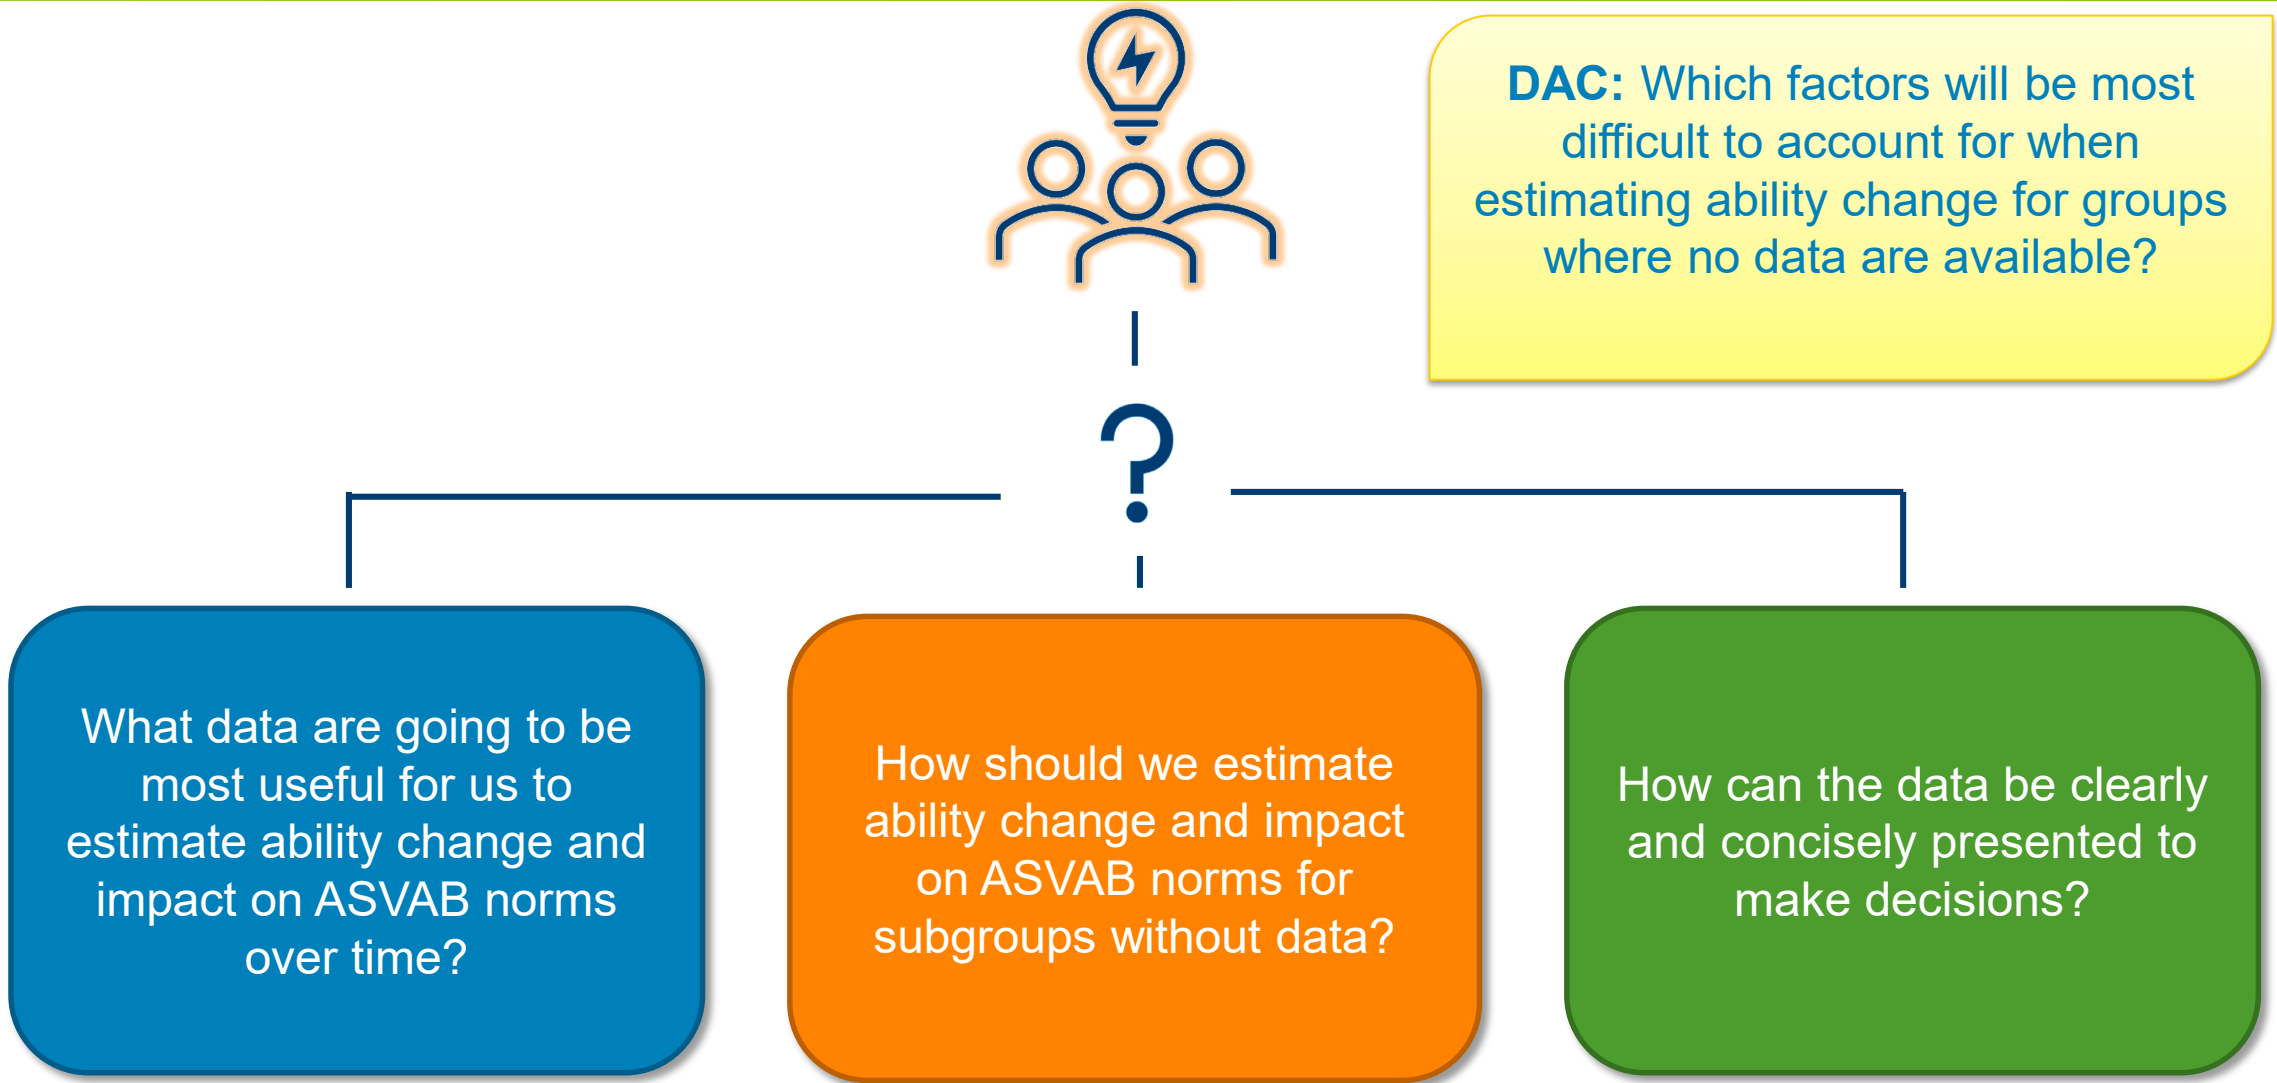 DAC: Which factors will be most
difficult to account for when
estimating ability change for groups
where no data are available?
?
What data are going to be
most useful for us to
estimate ability change and
impact on ASVAB norms
over time?
How should we estimate
ability change and impact
on ASVAB norms for
subgroups without data?
How can the data be clearly
and concisely presented to
make decisions?